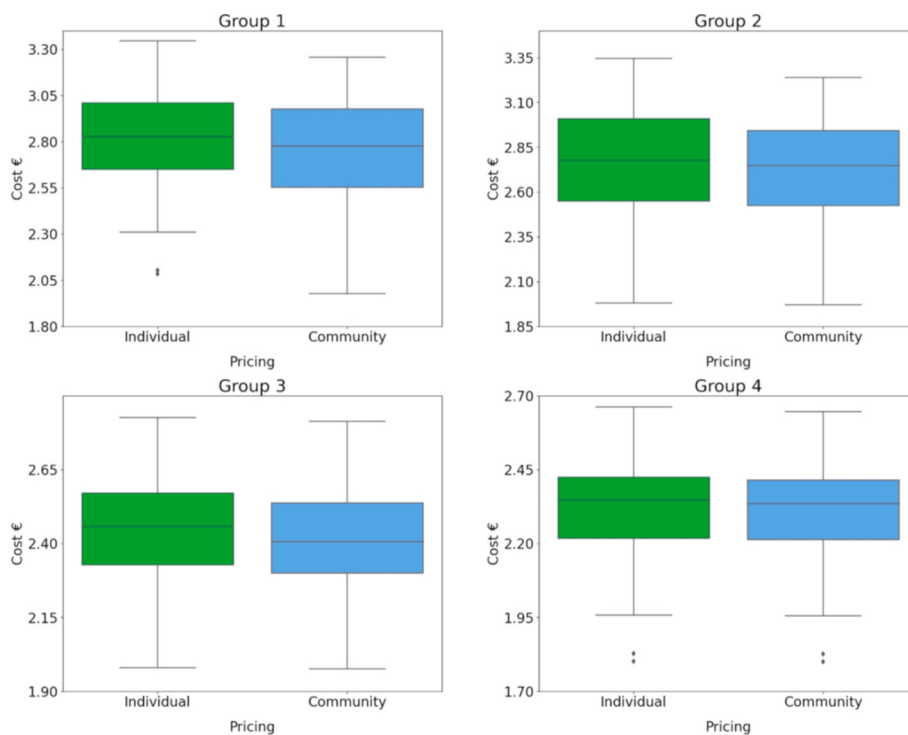 Group 1
Cost €
3.30
3.05
2.80
2.55
2.30
2.05
1.80
Individual
Community
Pricing
Group 2
Cost €
3.35
3.10
2.85
2.60
2.35
2.10
1.85
Individual
Community
Pricing
Group 3
Cost €
2.65
2.40
2.15
1.90
Individual
Community
Pricing
Group 4
Cost €
2.70
2.45
2.20
1.95
1.70
Individual
Community
Pricing